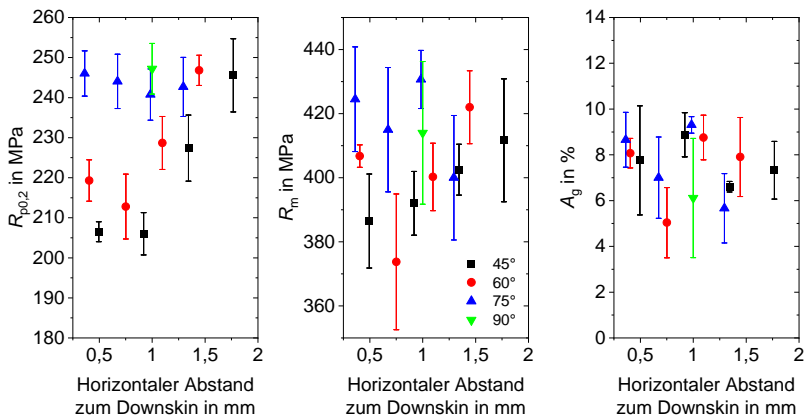 260
250
240
230
220
210
200
190
180
R_p0,2 in MPa
0,5 1 1,5 2
Horizontaler Abstand
zum Downskin in mm
440
420
400
380
360
R_m in MPa
45°
60°
75°
90°
0,5 1 1,5 2
Horizontaler Abstand
zum Downskin in mm
14
12
10
8
6
4
2
0
A_g in %
0,5 1 1,5 2
Horizontaler Abstand
zum Downskin in mm